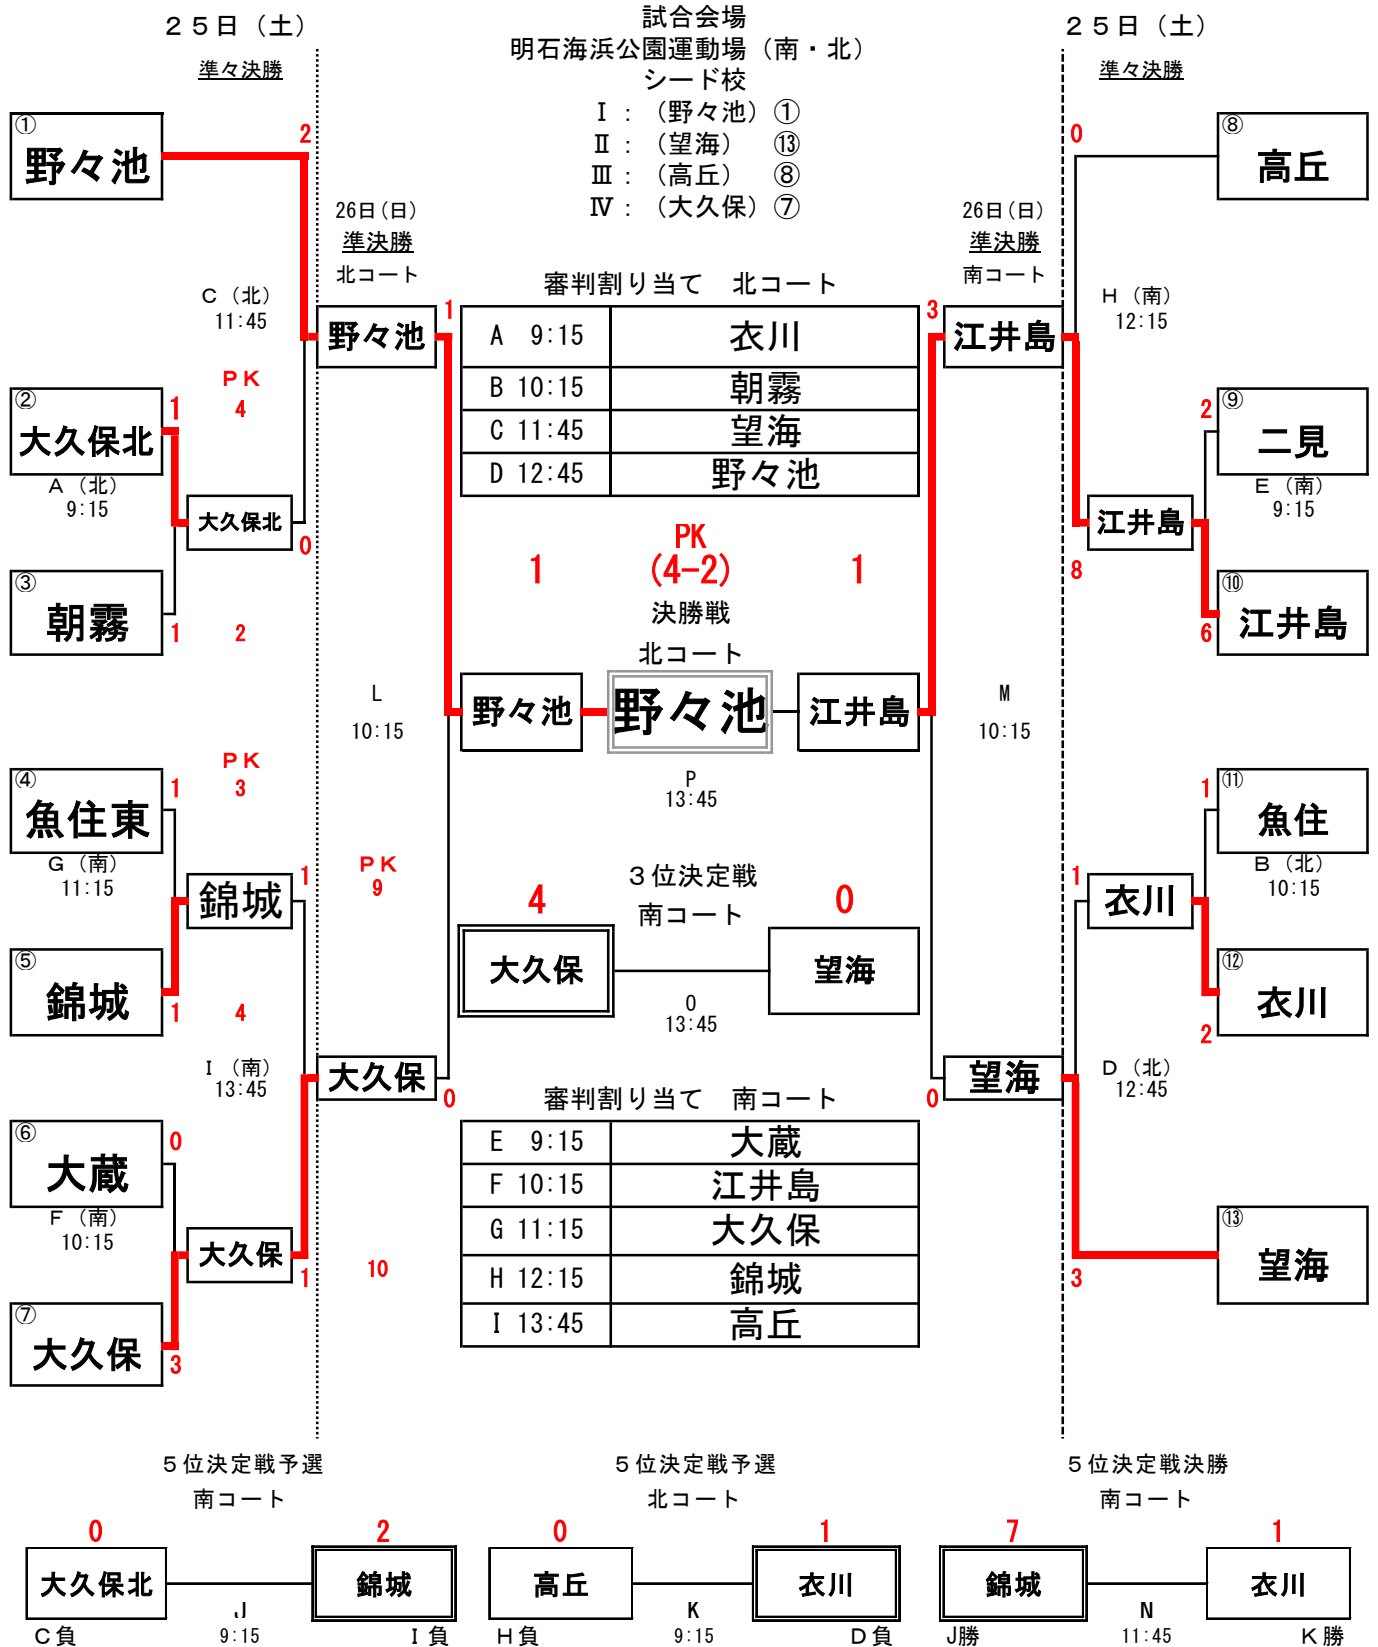 ２５日（土）
準々決勝
試合会場
明石海浜公園運動場（南・北）
シード校
Ⅰ：（野々池）①
Ⅱ：（望海）⑬
Ⅲ：（高丘）⑧
Ⅳ：（大久保）⑦
２５日（土）
準々決勝
①
野々池
2
C（北）
11:45
ＰＫ
4
②
大久保北
1
A（北）
9:15
大久保北
0
③
朝霧
1
2
ＰＫ
3
④
魚住東
1
G（南）
11:15
錦城
1
⑤
錦城
1
4
I（南）
13:45
⑥
大蔵
0
F（南）
10:15
大久保
1
⑦
大久保
3
26日(日)
準決勝
北コート
野々池
1
L
10:15
ＰＫ
9
大久保
0
10
審判割り当て　北コート
A 9:15 衣川
B 10:15 朝霧
C 11:45 望海
D 12:45 野々池
PK
1 (4−2) 1
決勝戦
北コート
野々池 野々池 江井島
P
13:45
３位決定戦
4 南コート 0
大久保 望海
O
13:45
審判割り当て　南コート
E 9:15 大蔵
F 10:15 江井島
G 11:15 大久保
H 12:15 錦城
I 13:45 高丘
26日(日)
準決勝
南コート
3
江井島
M
10:15
0
望海
0
⑧
高丘
H（南）
12:15
2
⑨
二見
E（南）
9:15
江井島
8
⑩
江井島
6
1
⑪
魚住
B（北）
10:15
1
衣川
⑫
衣川
2
D（北）
12:45
⑬
望海
3
５位決定戦予選
南コート
0 2
大久保北 錦城
J
C負 9:15 I負
５位決定戦予選
北コート
0 1
高丘 衣川
K
H負 9:15 D負
５位決定戦決勝
南コート
7 1
錦城 衣川
N
J勝 11:45 K勝